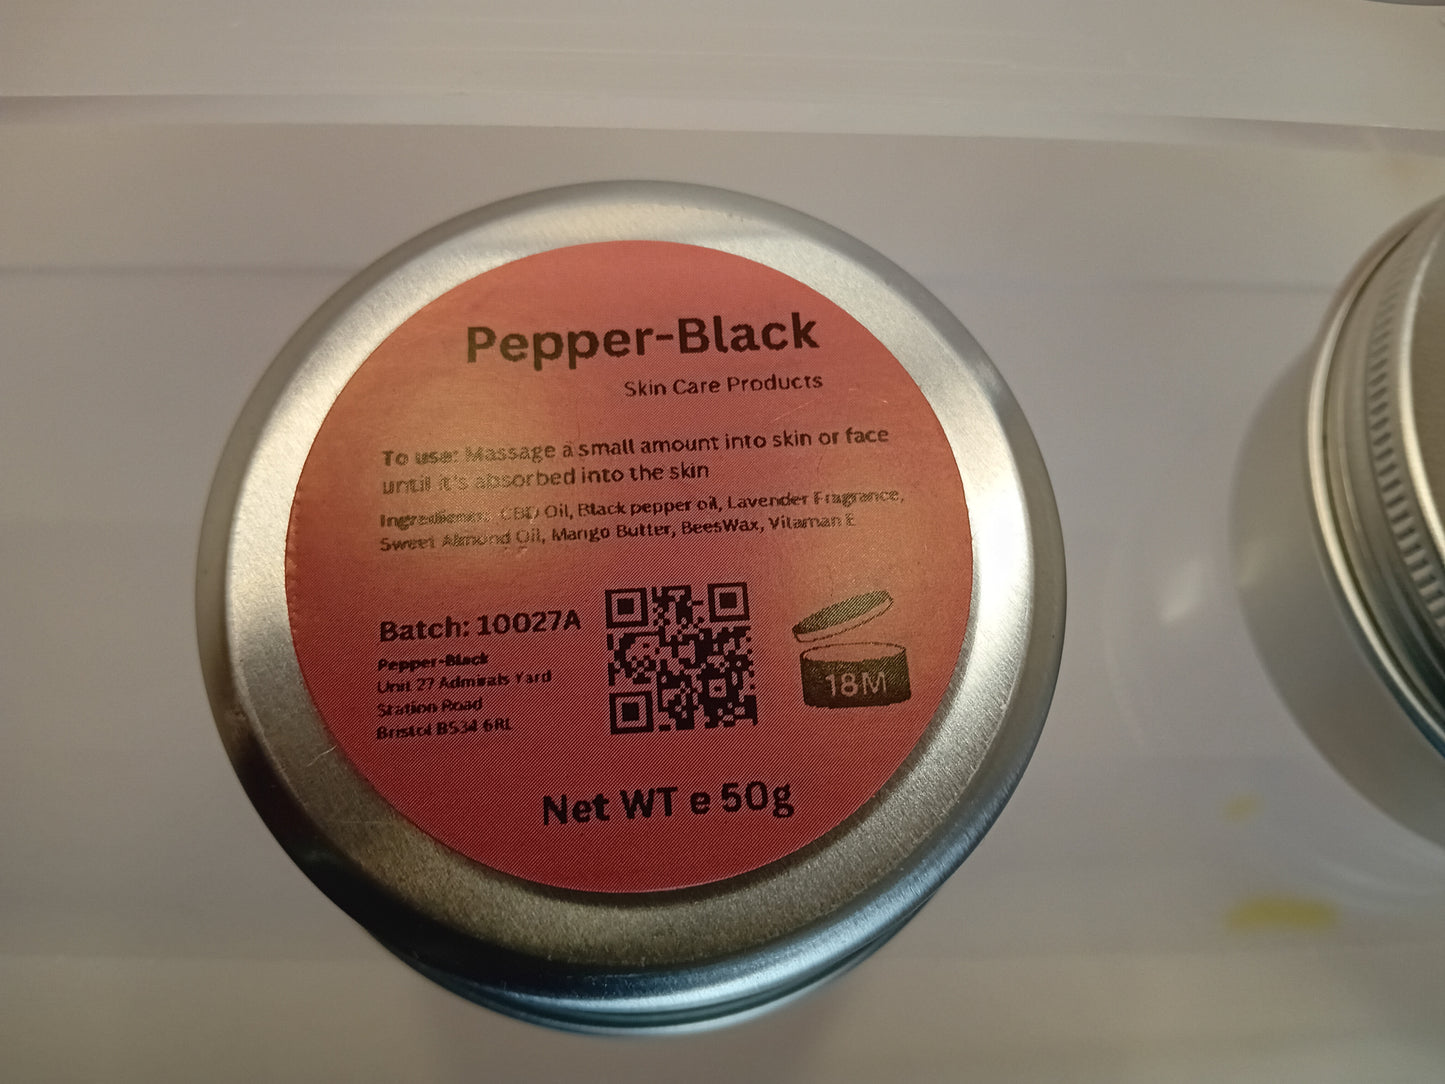 Pepper-Black
Skin Care Products
To use: Massage a small amount into skin or face
until it's absorbed into the skin
Ingredients: CBD Oil, Black pepper oil, Lavender Fragrance,
Sweet Almond Oil, Mango Butter, BeesWax, Vitaman E
Batch: 10027A
Pepper-Black
Unit 27 Admirals Yard
Station Road
Bristol BS34 6RL
18M
Net WT e 50g